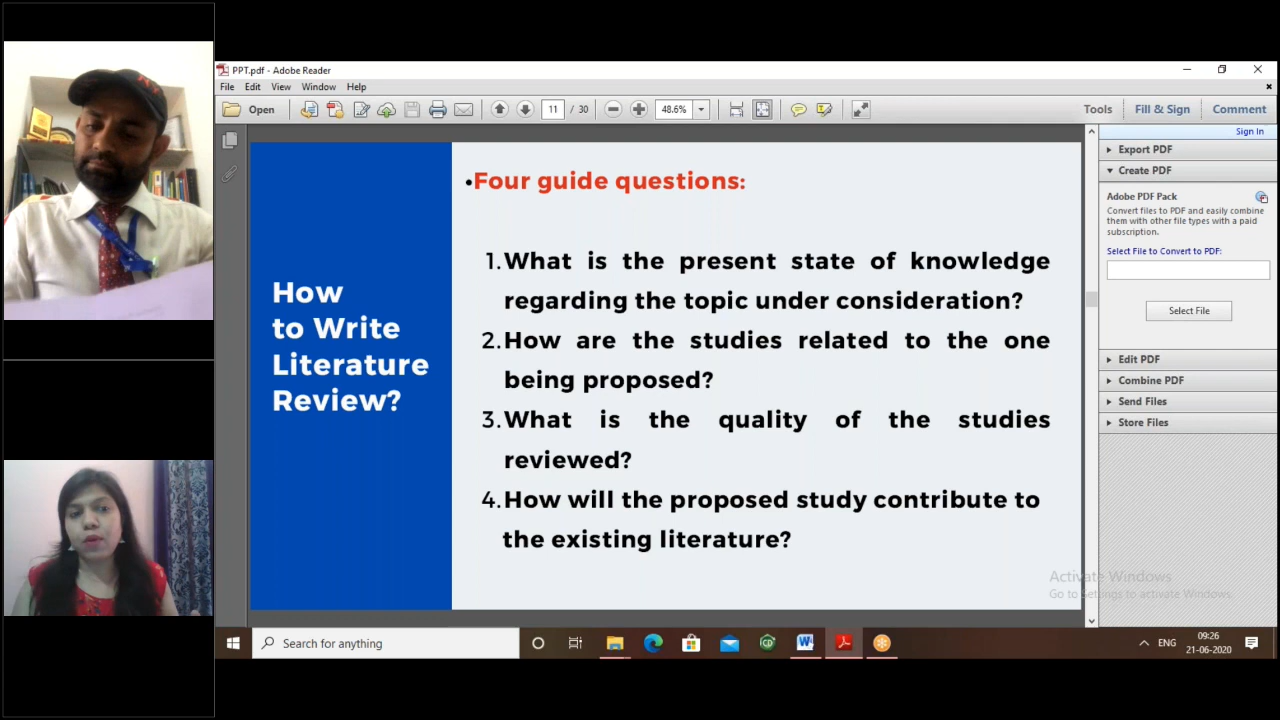 PPT.pdf - Adobe Reader
File Edit View Window Help
Open 11 / 30 48.6% Tools Fill & Sign Comment
Sign In
Export PDF
Create PDF
Adobe PDF Pack
Convert files to PDF and easily combine
them with other file types with a paid
subscription.
Select File to Convert to PDF:
Select File
Edit PDF
Combine PDF
Send Files
Store Files
How
to Write
Literature
Review?
•Four guide questions:
1.What is the present state of knowledge
regarding the topic under consideration?
2.How are the studies related to the one
being proposed?
3.What is the quality of the studies
reviewed?
4.How will the proposed study contribute to
the existing literature?
Activate Windows
Go to Settings to activate Windows.
Search for anything
ENG
09:26
21-06-2020